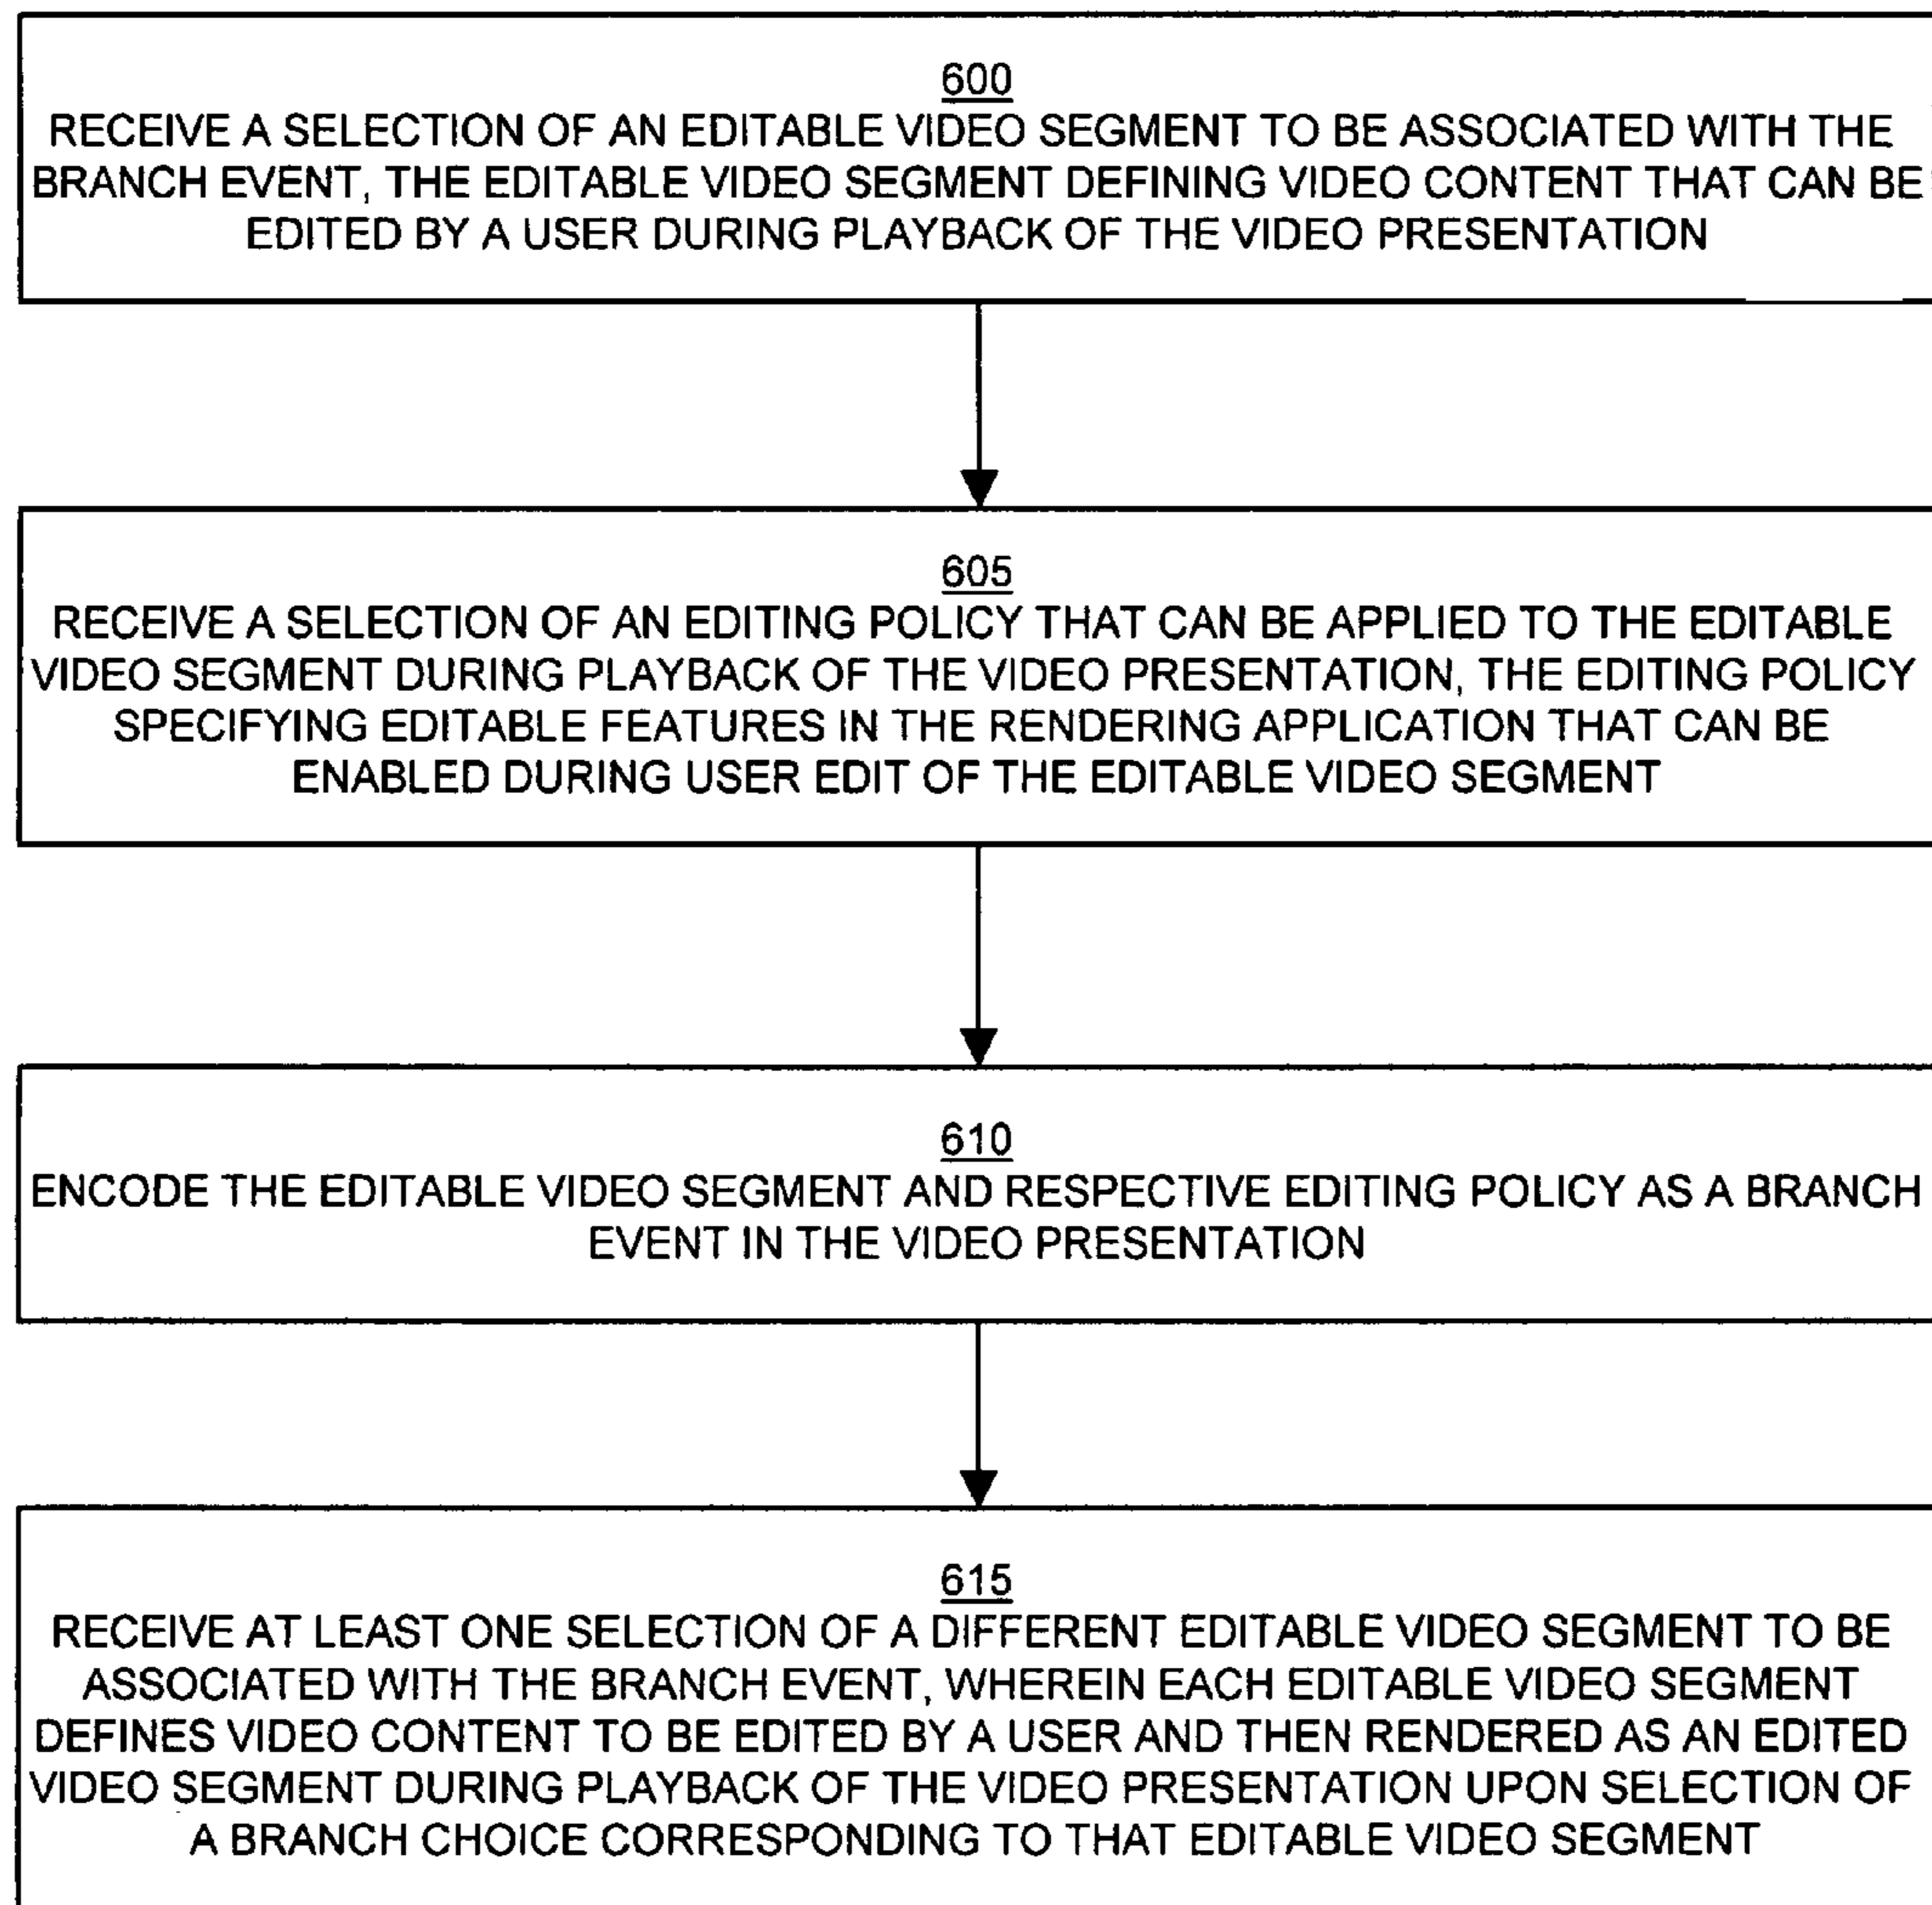 600
RECEIVE A SELECTION OF AN EDITABLE VIDEO SEGMENT TO BE ASSOCIATED WITH THE
BRANCH EVENT, THE EDITABLE VIDEO SEGMENT DEFINING VIDEO CONTENT THAT CAN BE
EDITED BY A USER DURING PLAYBACK OF THE VIDEO PRESENTATION
605
RECEIVE A SELECTION OF AN EDITING POLICY THAT CAN BE APPLIED TO THE EDITABLE
VIDEO SEGMENT DURING PLAYBACK OF THE VIDEO PRESENTATION, THE EDITING POLICY
SPECIFYING EDITABLE FEATURES IN THE RENDERING APPLICATION THAT CAN BE
ENABLED DURING USER EDIT OF THE EDITABLE VIDEO SEGMENT
610
ENCODE THE EDITABLE VIDEO SEGMENT AND RESPECTIVE EDITING POLICY AS A BRANCH
EVENT IN THE VIDEO PRESENTATION
615
RECEIVE AT LEAST ONE SELECTION OF A DIFFERENT EDITABLE VIDEO SEGMENT TO BE
ASSOCIATED WITH THE BRANCH EVENT, WHEREIN EACH EDITABLE VIDEO SEGMENT
DEFINES VIDEO CONTENT TO BE EDITED BY A USER AND THEN RENDERED AS AN EDITED
VIDEO SEGMENT DURING PLAYBACK OF THE VIDEO PRESENTATION UPON SELECTION OF
A BRANCH CHOICE CORRESPONDING TO THAT EDITABLE VIDEO SEGMENT